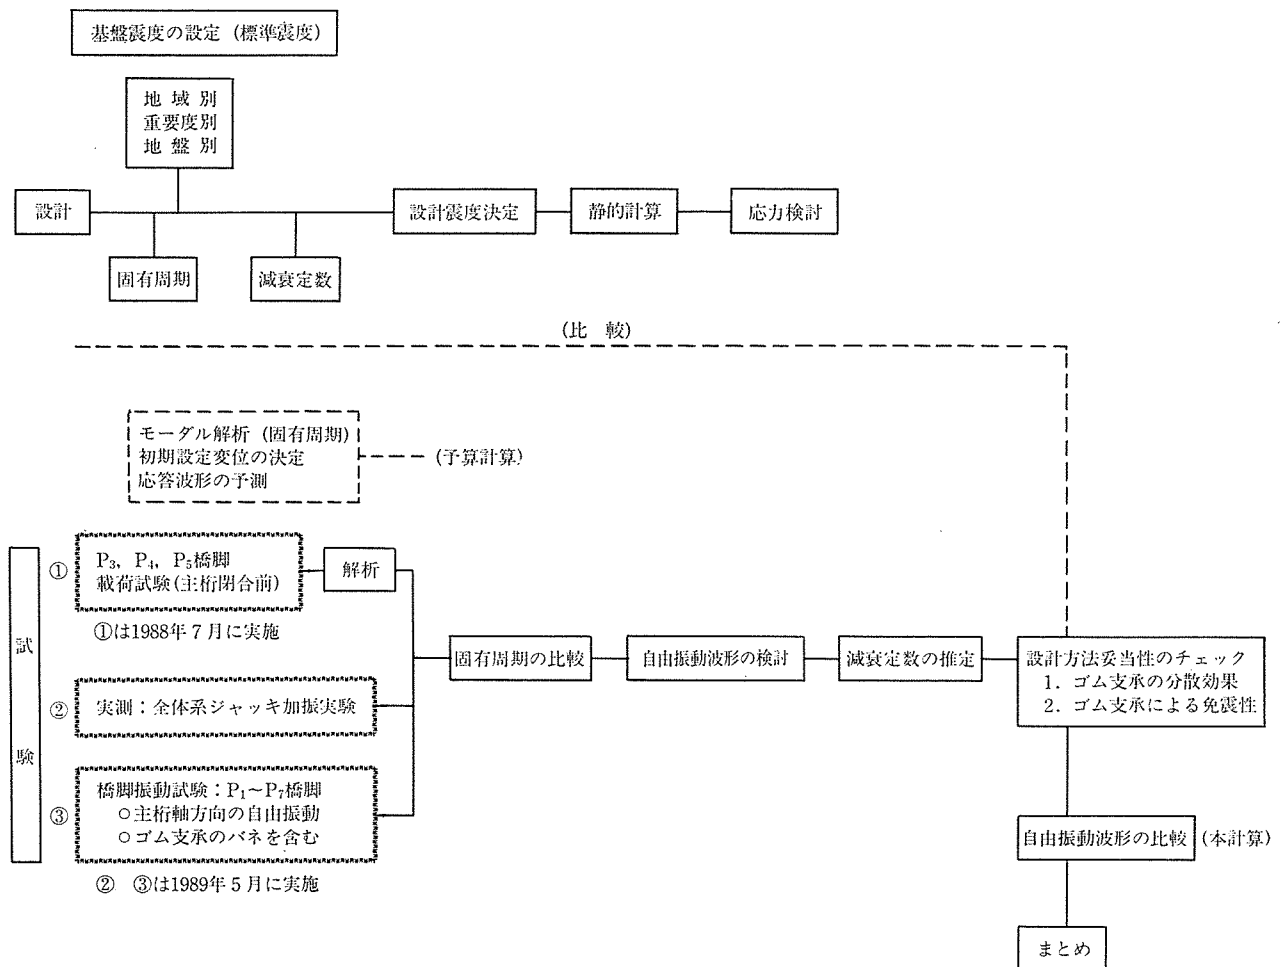 基盤震度の設定 (標準震度)
地域別
重要度別
地盤別
設計
設計震度決定
静的計算
応力検討
固有周期
減衰定数
(比 較)
モーダル解析 (固有周期)
初期設定変位の決定
応答波形の予測
(予算計算)
試験
①
P₃, P₄, P₅橋脚
載荷試験(主桁閉合前)
解析
①は1988年7月に実施
固有周期の比較
自由振動波形の検討
減衰定数の推定
設計方法妥当性のチェック
1. ゴム支承の分散効果
2. ゴム支承による免震性
②
実測：全体系ジャッキ加振実験
③
橋脚振動試験：P₁～P₇橋脚
○主桁軸方向の自由振動
○ゴム支承のバネを含む
② ③は1989年5月に実施
自由振動波形の比較 (本計算)
まとめ